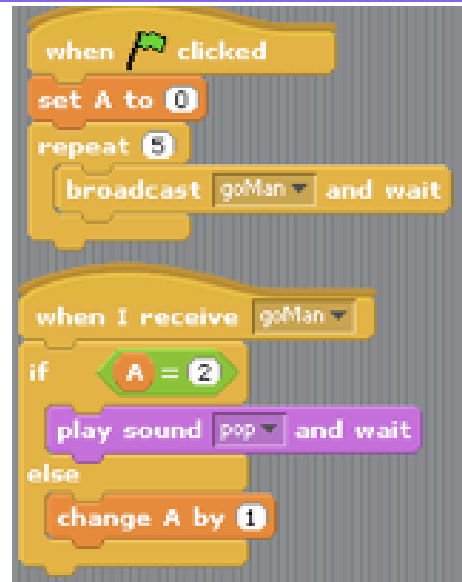 when clicked
set A to 0
repeat 5
broadcast goMan and wait
when I receive goMan
if A = 2
play sound pop and wait
else
change A by 1